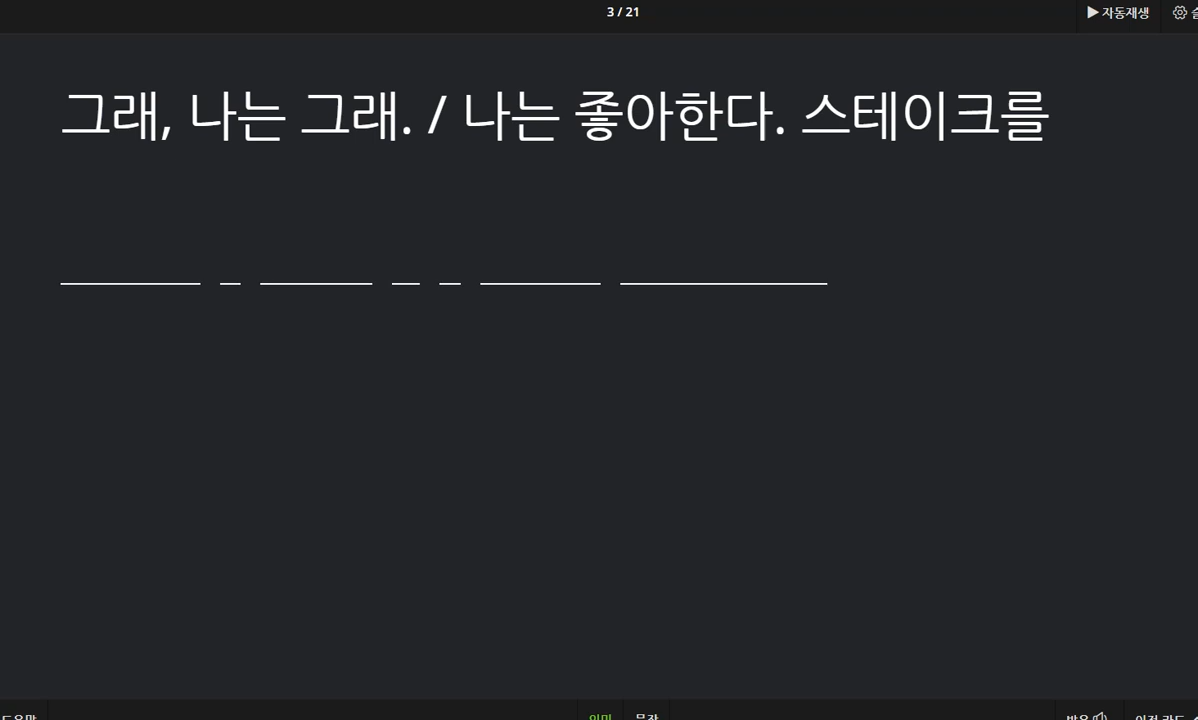 3 / 21
▶ 자동재생
그래, 나는 그래. / 나는 좋아한다. 스테이크를